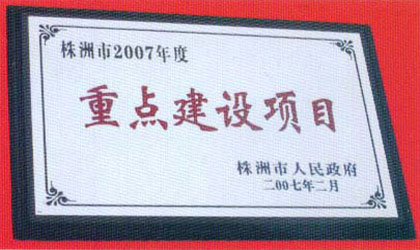 株洲市2007年度
重点建设项目
株洲市人民政府
二00七年二月